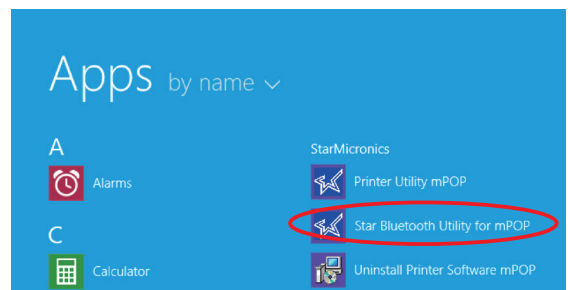 Apps by name
A
Alarms
C
Calculator
StarMicronics
Printer Utility mPOP
Star Bluetooth Utility for mPOP
Uninstall Printer Software mPOP